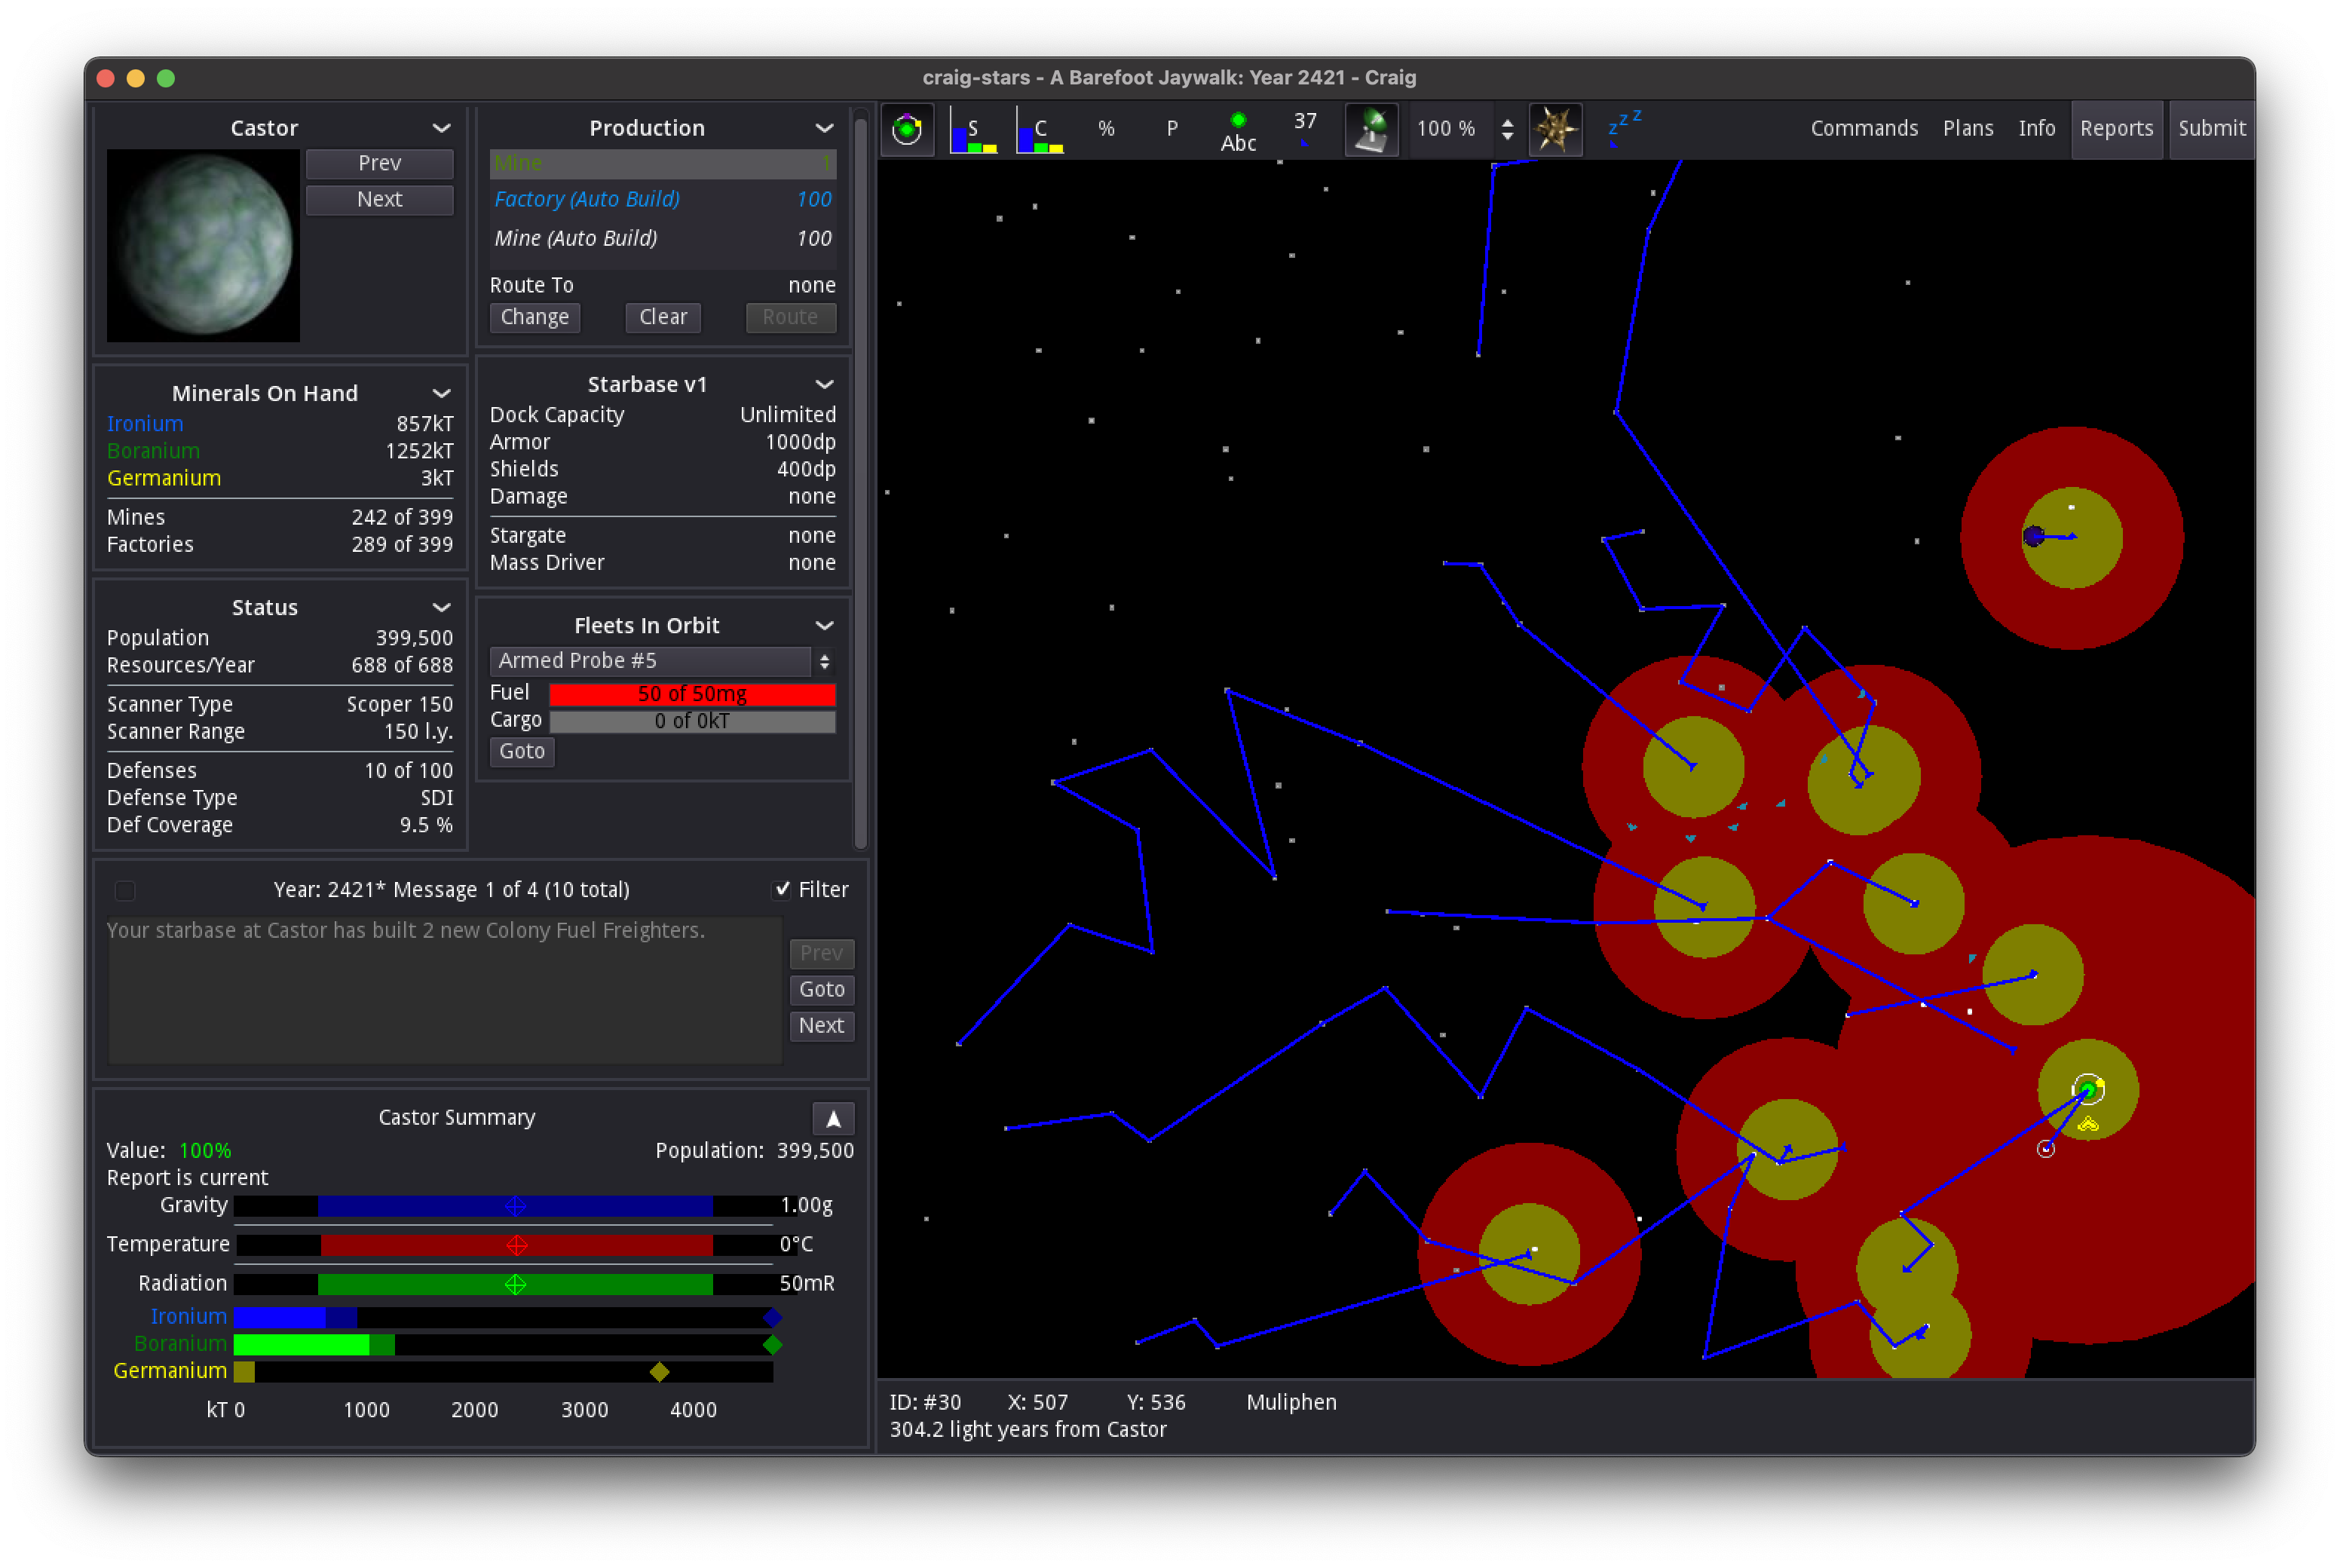 craig-stars - A Barefoot Jaywalk: Year 2421 - Craig
S C % P Abc 37 100 % zzz Commands Plans Info Reports Submit
Castor
Prev
Next
Minerals On Hand
Ironium 857kT
Boranium 1252kT
Germanium 3kT
Mines 242 of 399
Factories 289 of 399
Status
Population 399,500
Resources/Year 688 of 688
Scanner Type Scoper 150
Scanner Range 150 l.y.
Defenses 10 of 100
Defense Type SDI
Def Coverage 9.5 %
Production
Mine 1
Factory (Auto Build) 100
Mine (Auto Build) 100
Route To none
Change Clear Route
Starbase v1
Dock Capacity Unlimited
Armor 1000dp
Shields 400dp
Damage none
Stargate none
Mass Driver none
Fleets In Orbit
Armed Probe #5
Fuel 50 of 50mg
Cargo 0 of 0kT
Goto
Year: 2421* Message 1 of 4 (10 total) Filter
Your starbase at Castor has built 2 new Colony Fuel Freighters.
Prev
Goto
Next
Castor Summary
Value: 100% Population: 399,500
Report is current
Gravity 1.00g
Temperature 0°C
Radiation 50mR
Ironium
Boranium
Germanium
kT 0 1000 2000 3000 4000
ID: #30 X: 507 Y: 536 Muliphen
304.2 light years from Castor